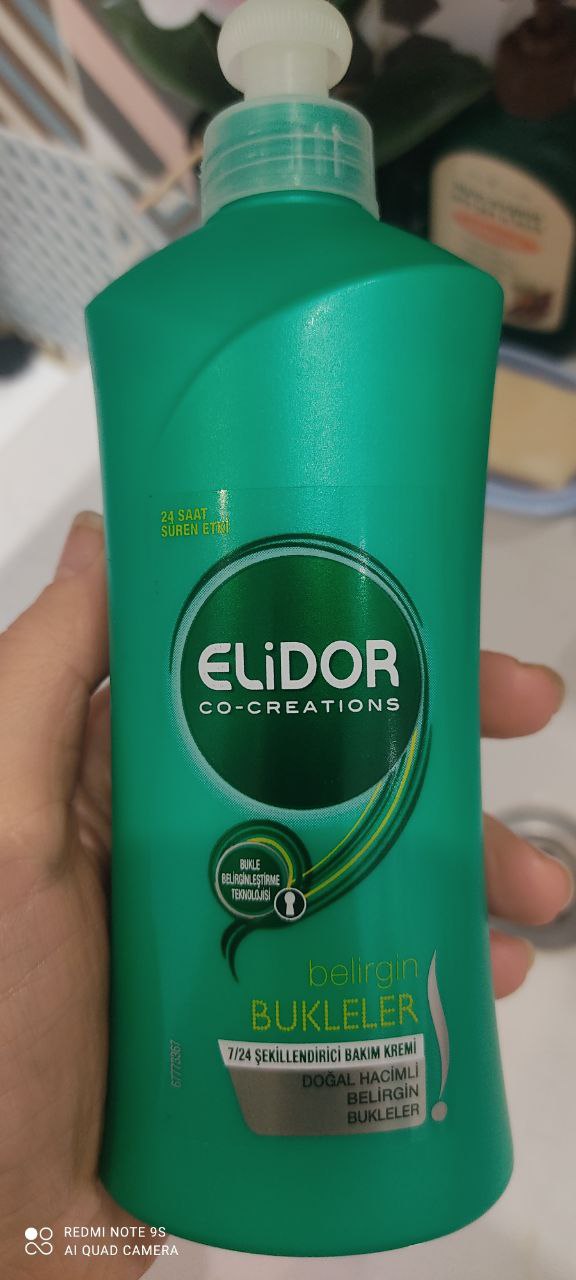 24 SAAT
SÜREN ETKİ
ELiDOR
CO-CREATIONS
BUKLE
BELİRGİNLEŞTİRME
TEKNOLOJİSİ
belirgin
BUKLELER
7/24 ŞEKİLLENDİRİCİ BAKIM KREMİ
DOĞAL HACİMLİ
BELİRGİN
BUKLELER
67773367
REDMI NOTE 9S
AI QUAD CAMERA